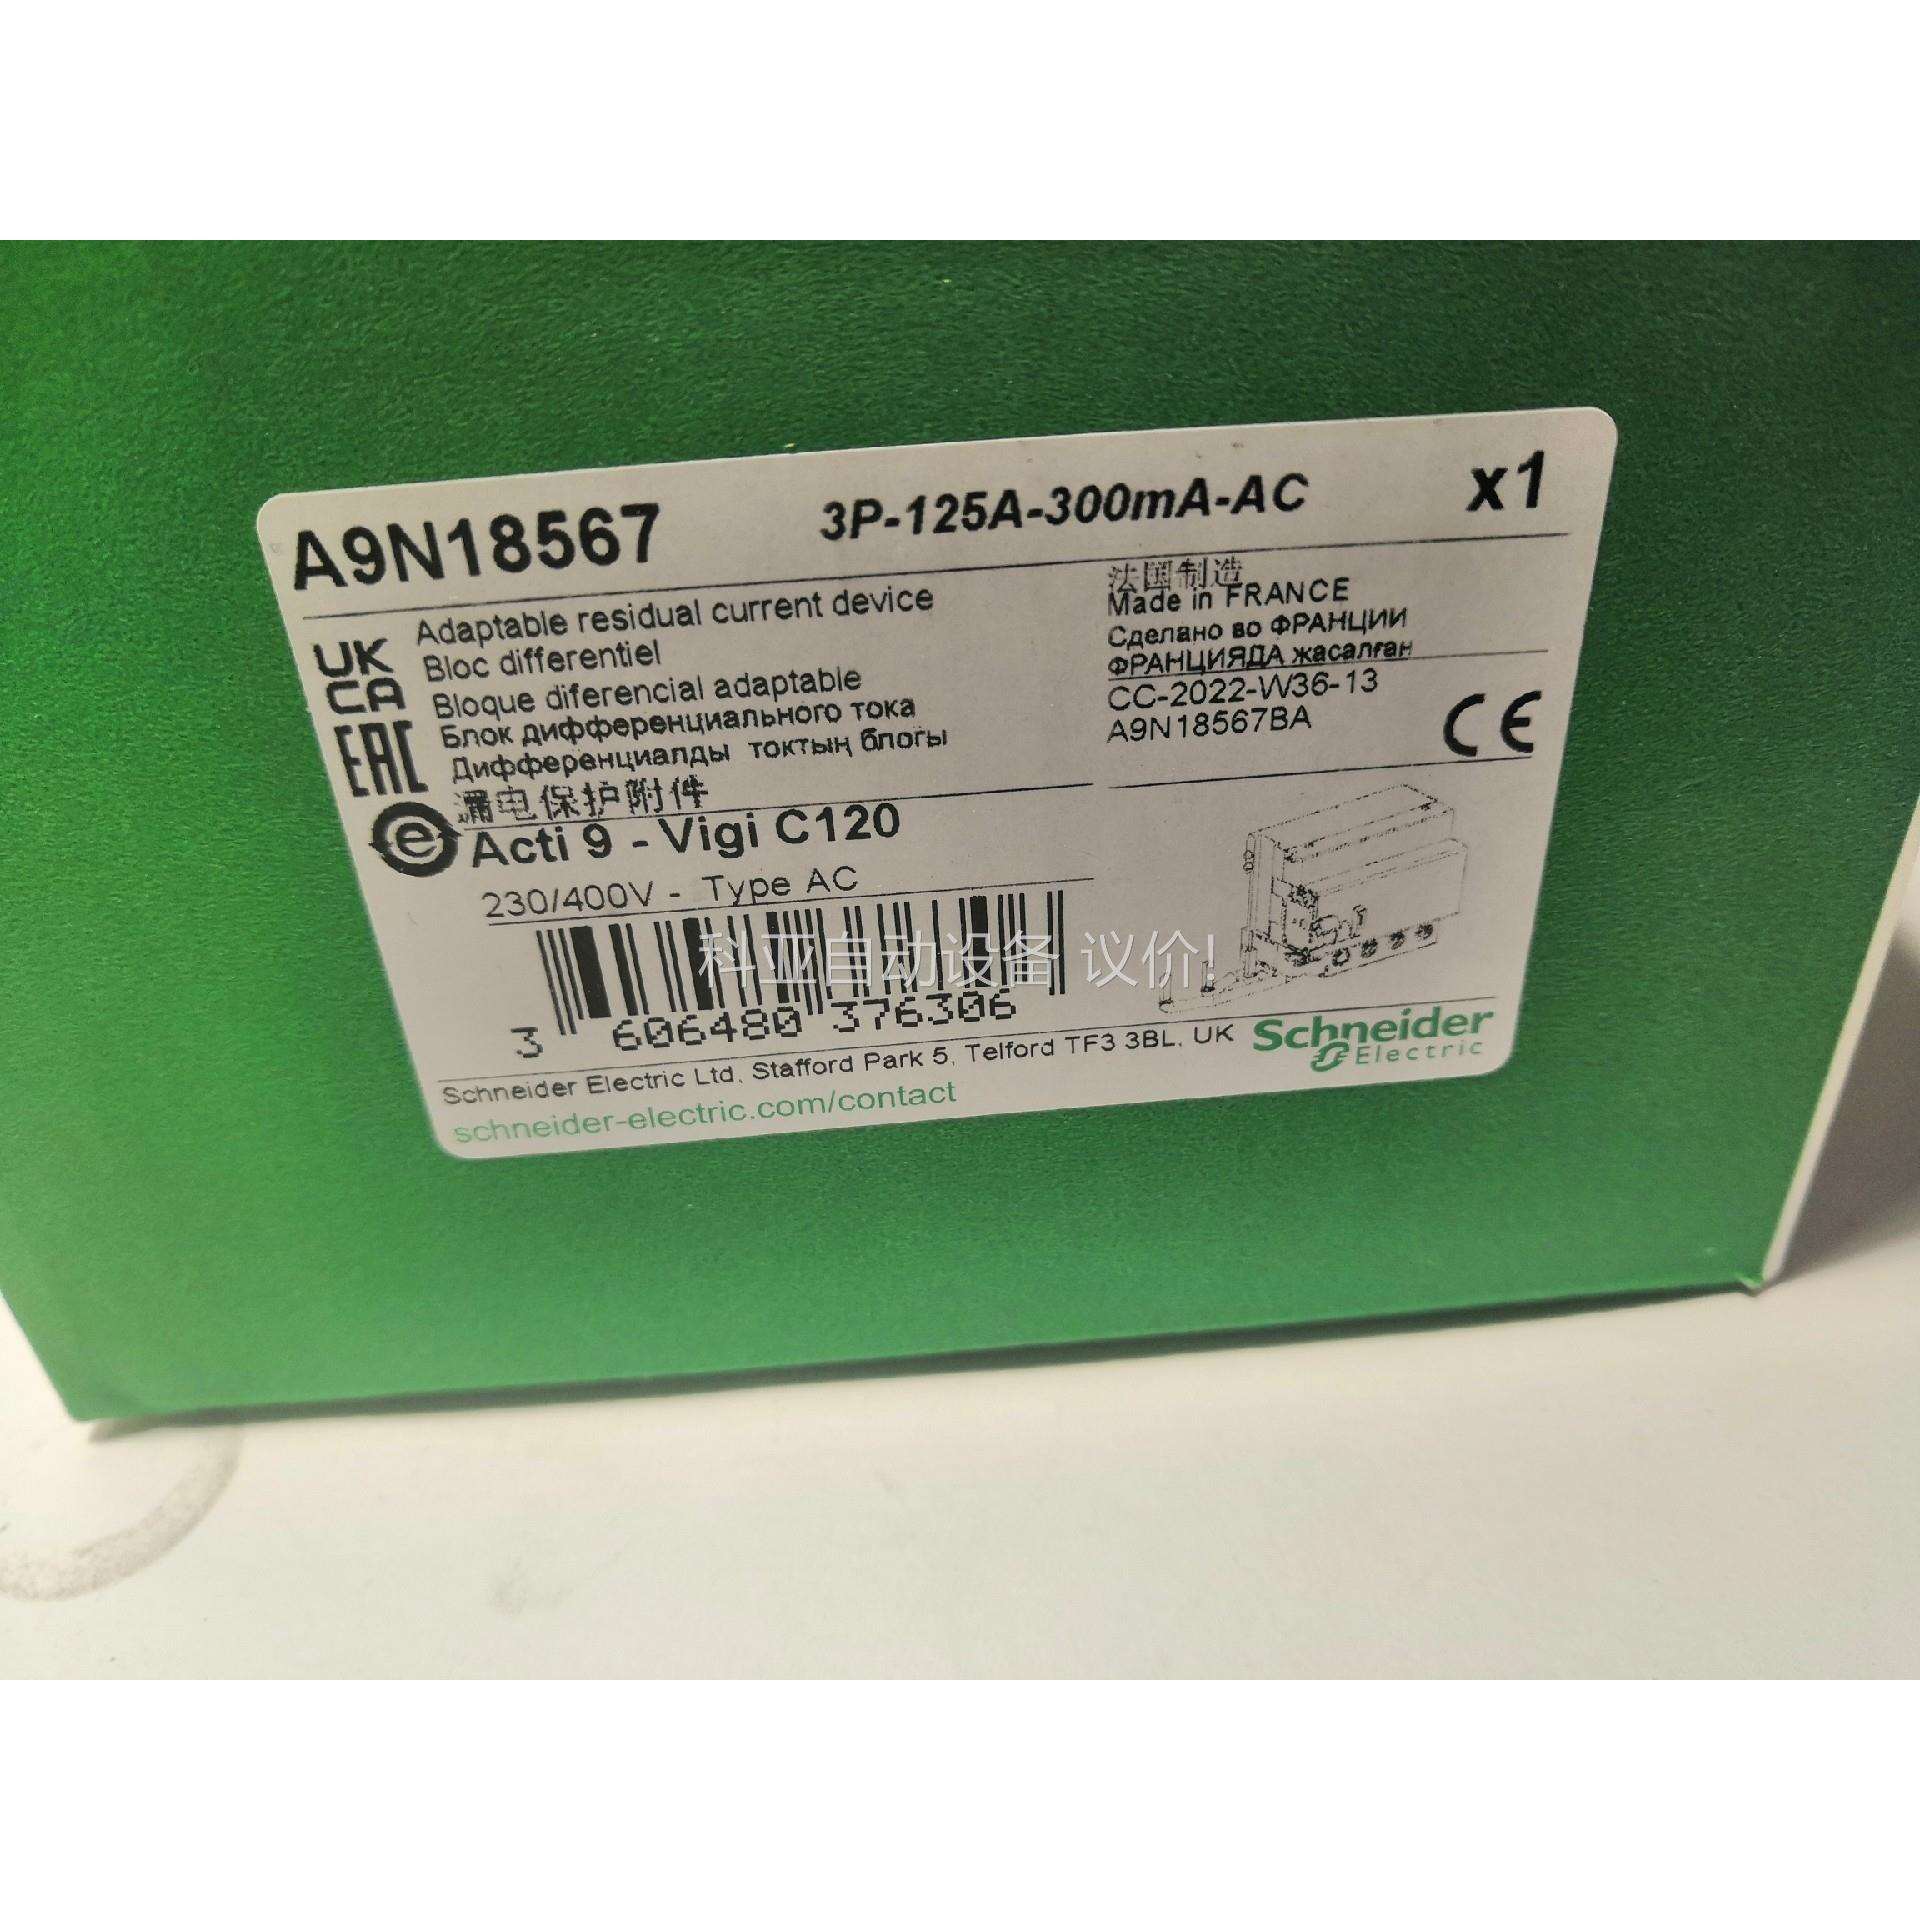 A9N18567 3P-125A-300mA-AC x1
Adaptable residual current device
Bloc differentiel
Bloque diferencial adaptable
Блок дифференциального тока
Дифференциалды токтың блогы
漏电保护附件
法国制造
Made in FRANCE
Сделано во ФРАНЦИИ
ФРАНЦИЯДА жасалған
CC-2022-W36-13
A9N18567BA
UK
CA
EAC
e
CE
Acti 9 - Vigi C120
230/400V - Type AC
科亚自动设备 议价!
3 606480 376306
Schneider Electric Ltd, Stafford Park 5, Telford TF3 3BL, UK
schneider-electric.com/contact
Schneider
Electric